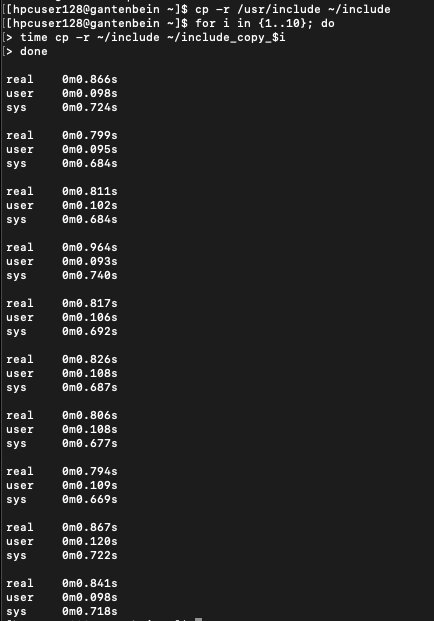 [[hpcuser128@gantenbein ~]$ cp -r /usr/include ~/include
[[hpcuser128@gantenbein ~]$ for i in {1..10}; do
[> time cp -r ~/include ~/include_copy_$i
[> done
real 0m0.866s
user 0m0.098s
sys 0m0.724s
real 0m0.799s
user 0m0.095s
sys 0m0.684s
real 0m0.811s
user 0m0.102s
sys 0m0.684s
real 0m0.964s
user 0m0.093s
sys 0m0.740s
real 0m0.817s
user 0m0.106s
sys 0m0.692s
real 0m0.826s
user 0m0.108s
sys 0m0.687s
real 0m0.806s
user 0m0.108s
sys 0m0.677s
real 0m0.794s
user 0m0.109s
sys 0m0.669s
real 0m0.867s
user 0m0.120s
sys 0m0.722s
real 0m0.841s
user 0m0.098s
sys 0m0.718s